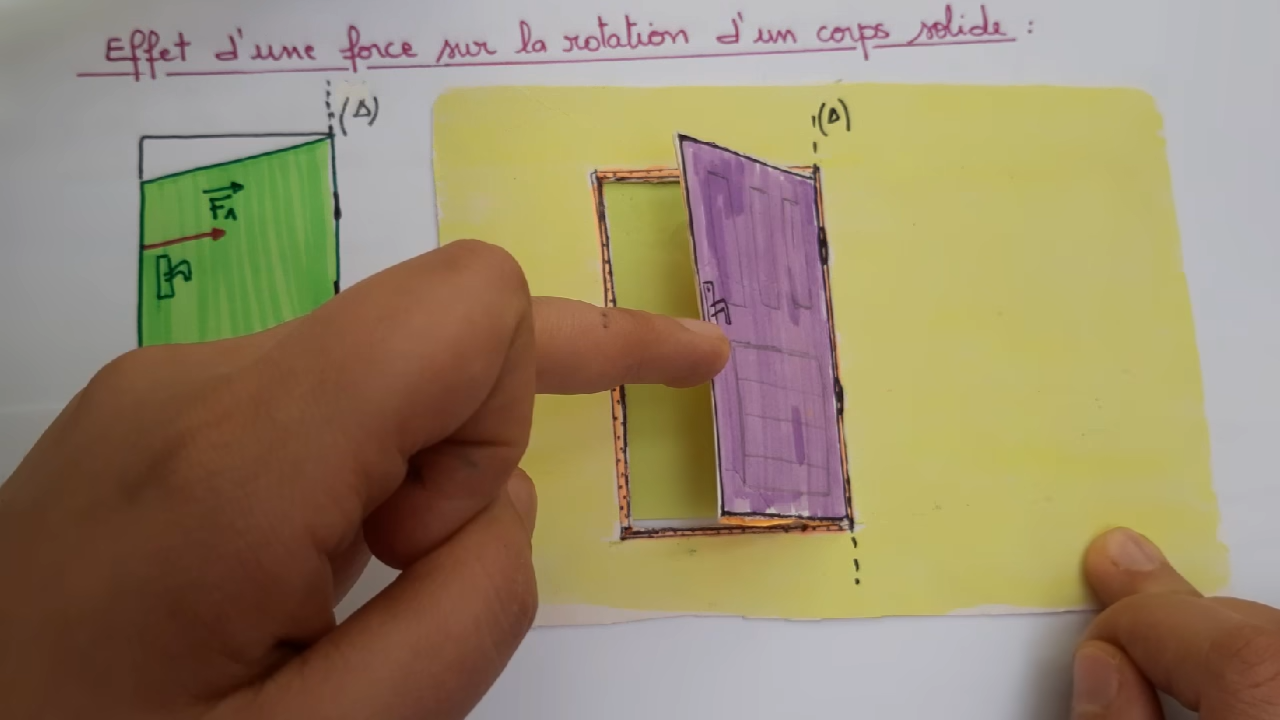 Effet d'une force sur la rotation d'un corps solide :
(Δ)
F₁
(Δ)